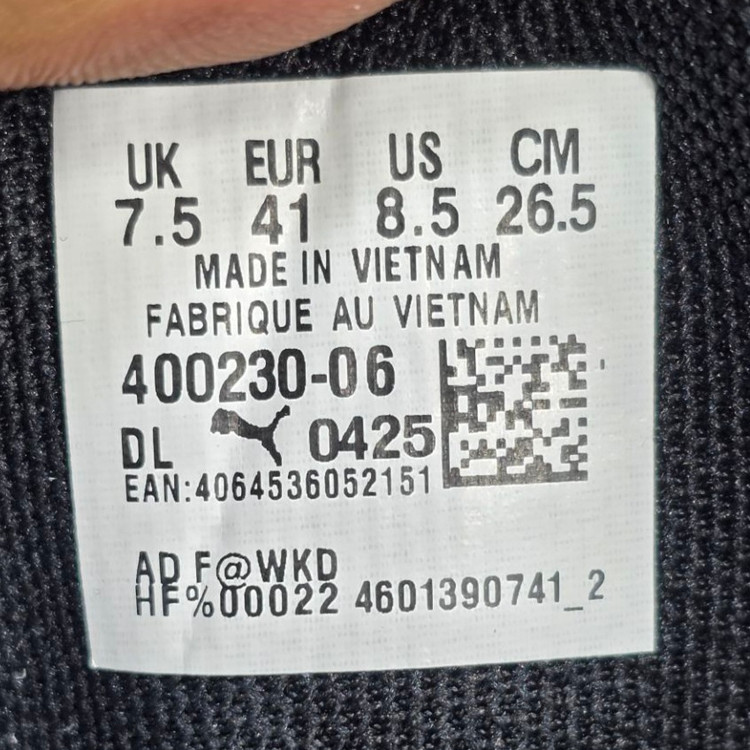 UK EUR US CM
7.5 41 8.5 26.5
MADE IN VIETNAM
FABRIQUE AU VIETNAM
400230-06
DL 0425
EAN:4064536052151
AD F@WKD
HF%00022 4601390741_2